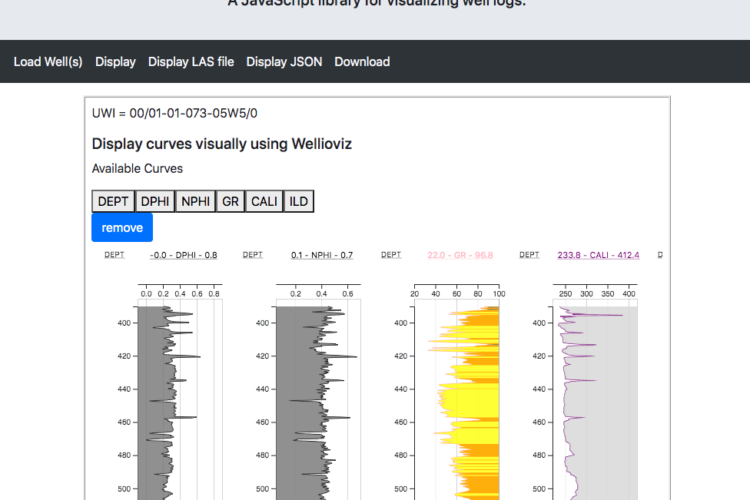 A JavaScript library for visualizing well logs.
Load Well(s) Display Display LAS file Display JSON Download
UWI = 00/01-01-073-05W5/0
Display curves visually using Wellioviz
Available Curves
DEPT DPHI NPHI GR CALI ILD
remove
DEPT -0.0 - DPHI - 0.8 DEPT 0.1 - NPHI - 0.7 DEPT 22.0 - GR - 96.8 DEPT 233.8 - CALI - 412.4 D
0.0 0.2 0.4 0.6 0.8 0.2 0.4 0.6 20 40 60 80 100 250 300 350 400
400 400 400 400
420 420 420 420
440 440 440 440
460 460 460 460
480 480 480 480
500 500 500 500